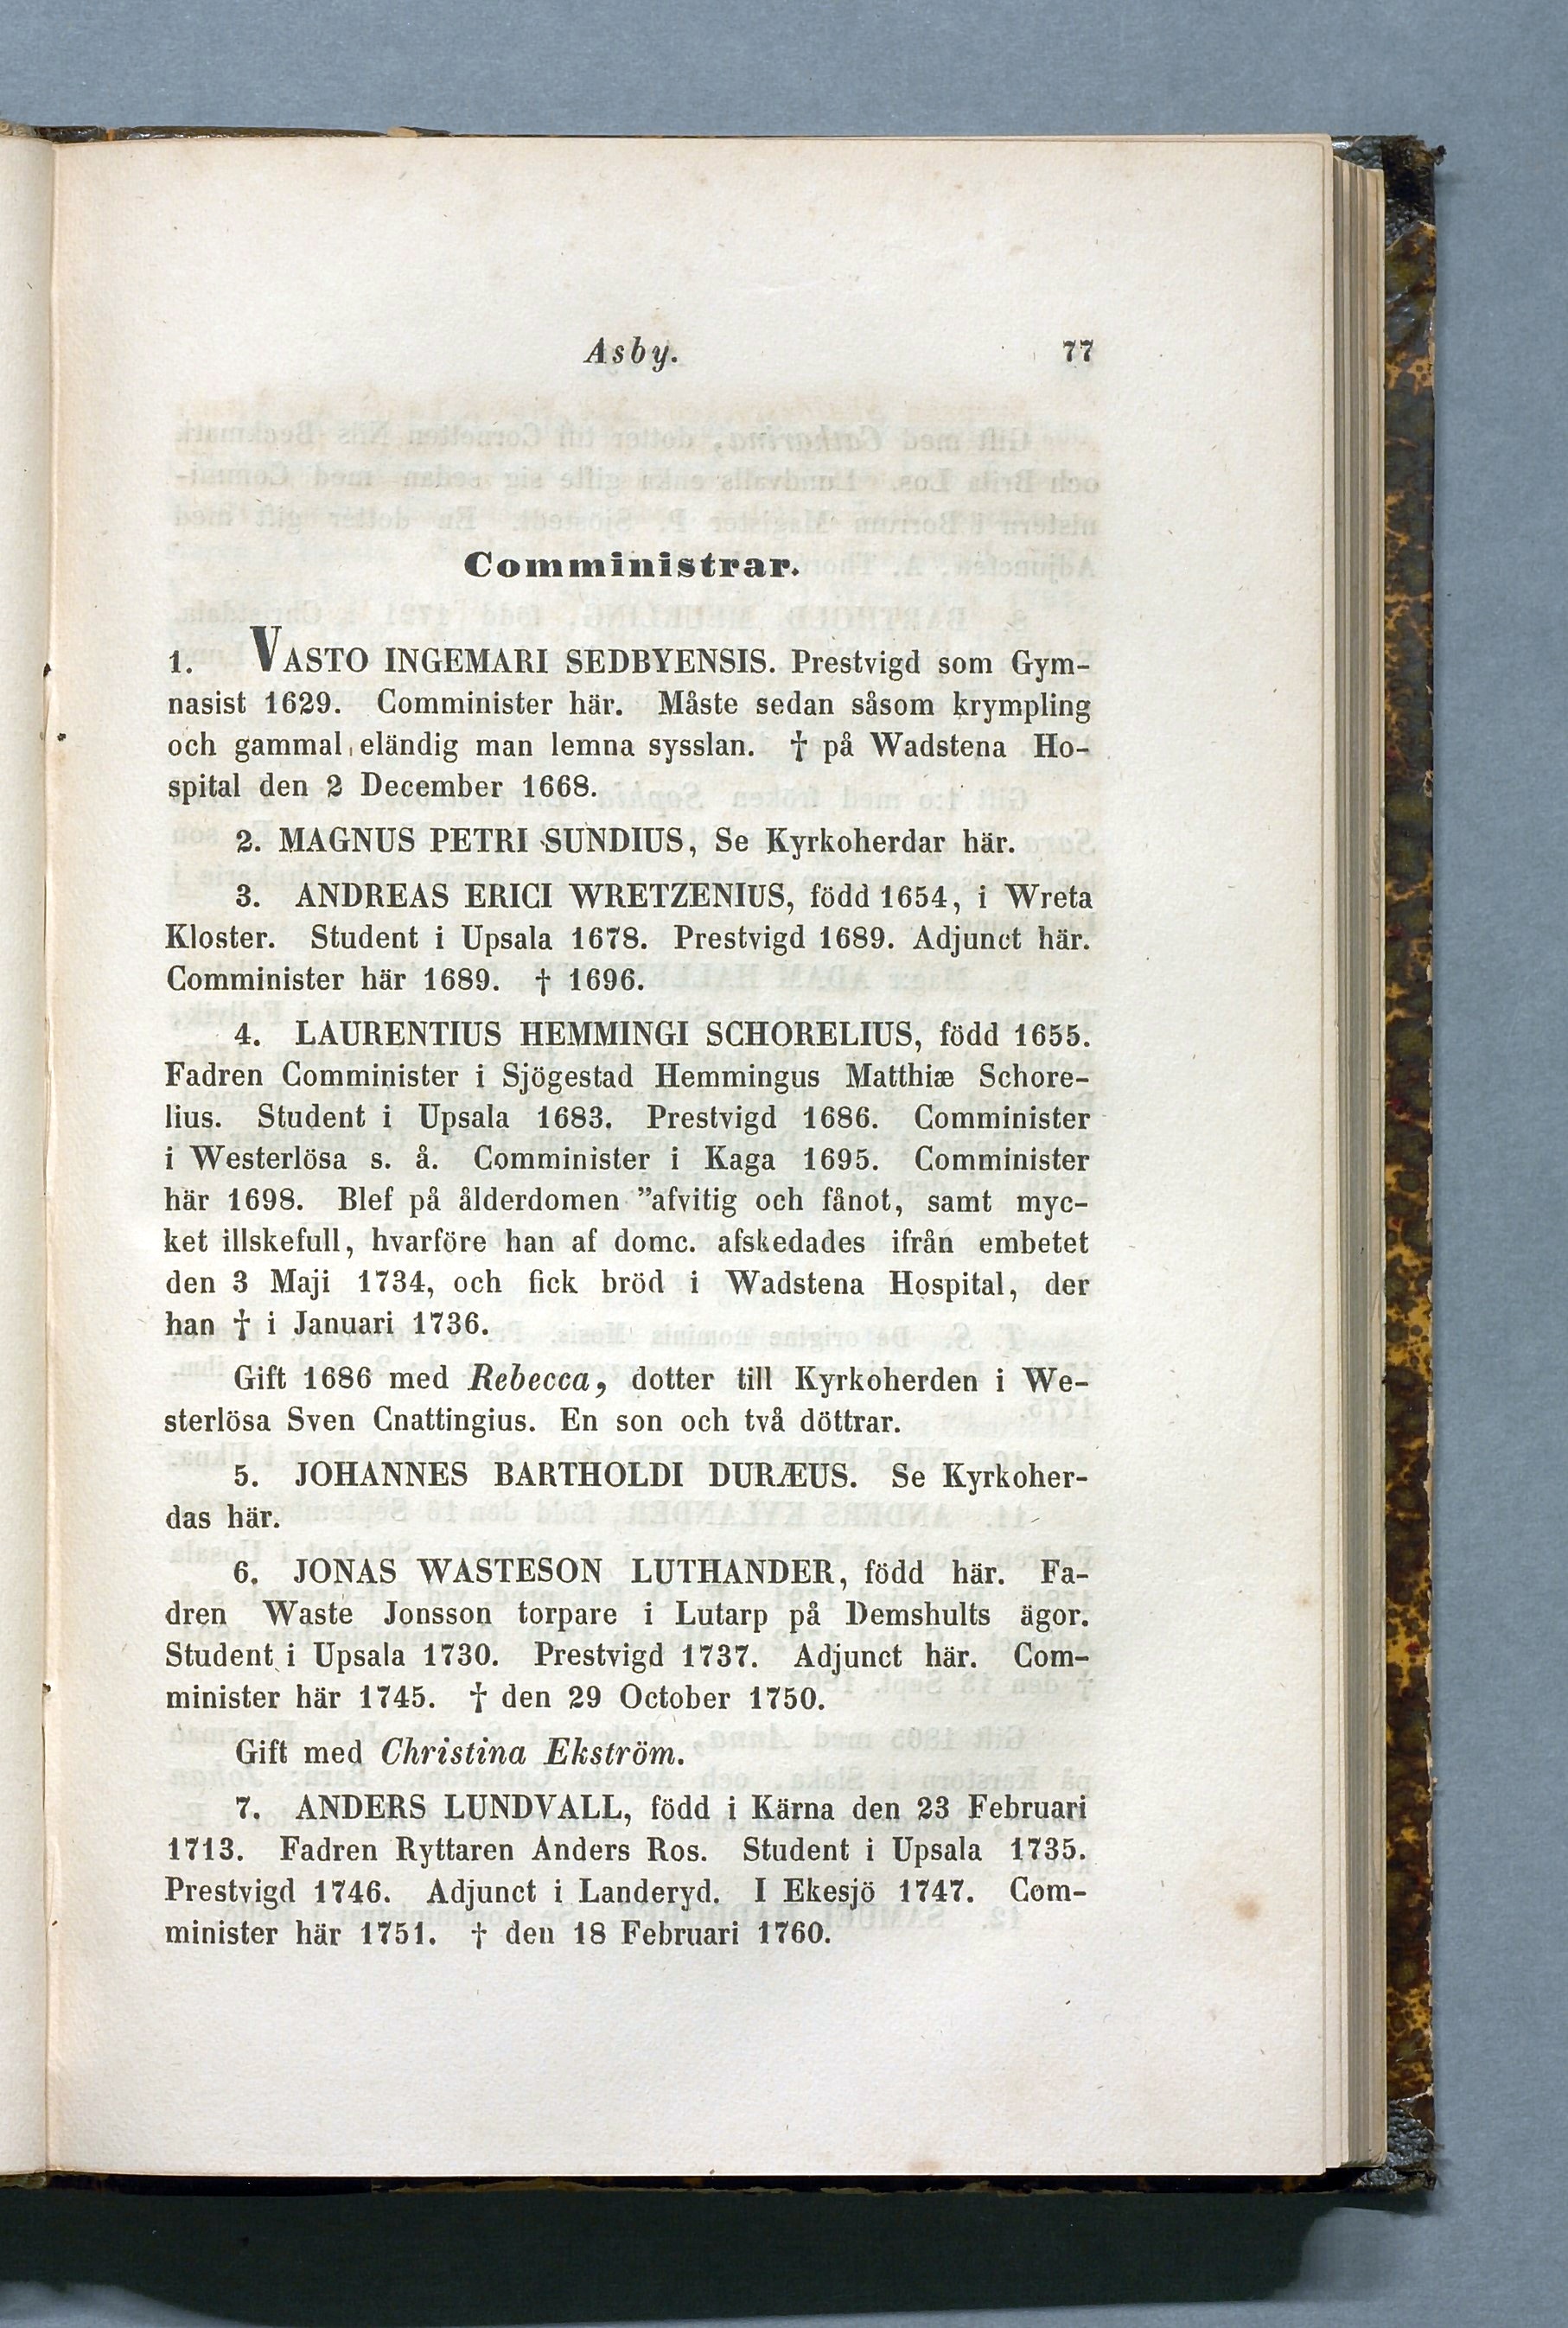 Asby. 77
Comministrar.
1. VASTO INGEMARI SEDBYENSIS. Prestvigd som Gym-
nasist 1629. Comminister här. Måste sedan såsom krympling
och gammal eländig man lemna sysslan. † på Wadstena Ho-
spital den 2 December 1668.
2. MAGNUS PETRI SUNDIUS, Se Kyrkoherdar här.
3. ANDREAS ERICI WRETZENIUS, född 1654, i Wreta
Kloster. Student i Upsala 1678. Prestvigd 1689. Adjunct här.
Comminister här 1689. † 1696.
4. LAURENTIUS HEMMINGI SCHORELIUS, född 1655.
Fadren Comminister i Sjögestad Hemmingus Matthiæ Schore-
lius. Student i Upsala 1683. Prestvigd 1686. Comminister
i Westerlösa s. å. Comminister i Kaga 1695. Comminister
här 1698. Blef på ålderdomen ”afvitig och fånot, samt myc-
ket illskefull, hvarföre han af domc. afskedades ifrån embetet
den 3 Maji 1734, och fick bröd i Wadstena Hospital, der
han † i Januari 1736.
Gift 1686 med Rebecca, dotter till Kyrkoherden i We-
sterlösa Sven Cnattingius. En son och två döttrar.
5. JOHANNES BARTHOLDI DURÆUS. Se Kyrkoher-
das här.
6. JONAS WASTESON LUTHANDER, född här. Fa-
dren Waste Jonsson torpare i Lutarp på Demshults ägor.
Student i Upsala 1730. Prestvigd 1737. Adjunct här. Com-
minister här 1745. † den 29 October 1750.
Gift med Christina Ekström.
7. ANDERS LUNDVALL, född i Kärna den 23 Februari
1713. Fadren Ryttaren Anders Ros. Student i Upsala 1735.
Prestvigd 1746. Adjunct i Landeryd. I Ekesjö 1747. Com-
minister här 1751. † den 18 Februari 1760.